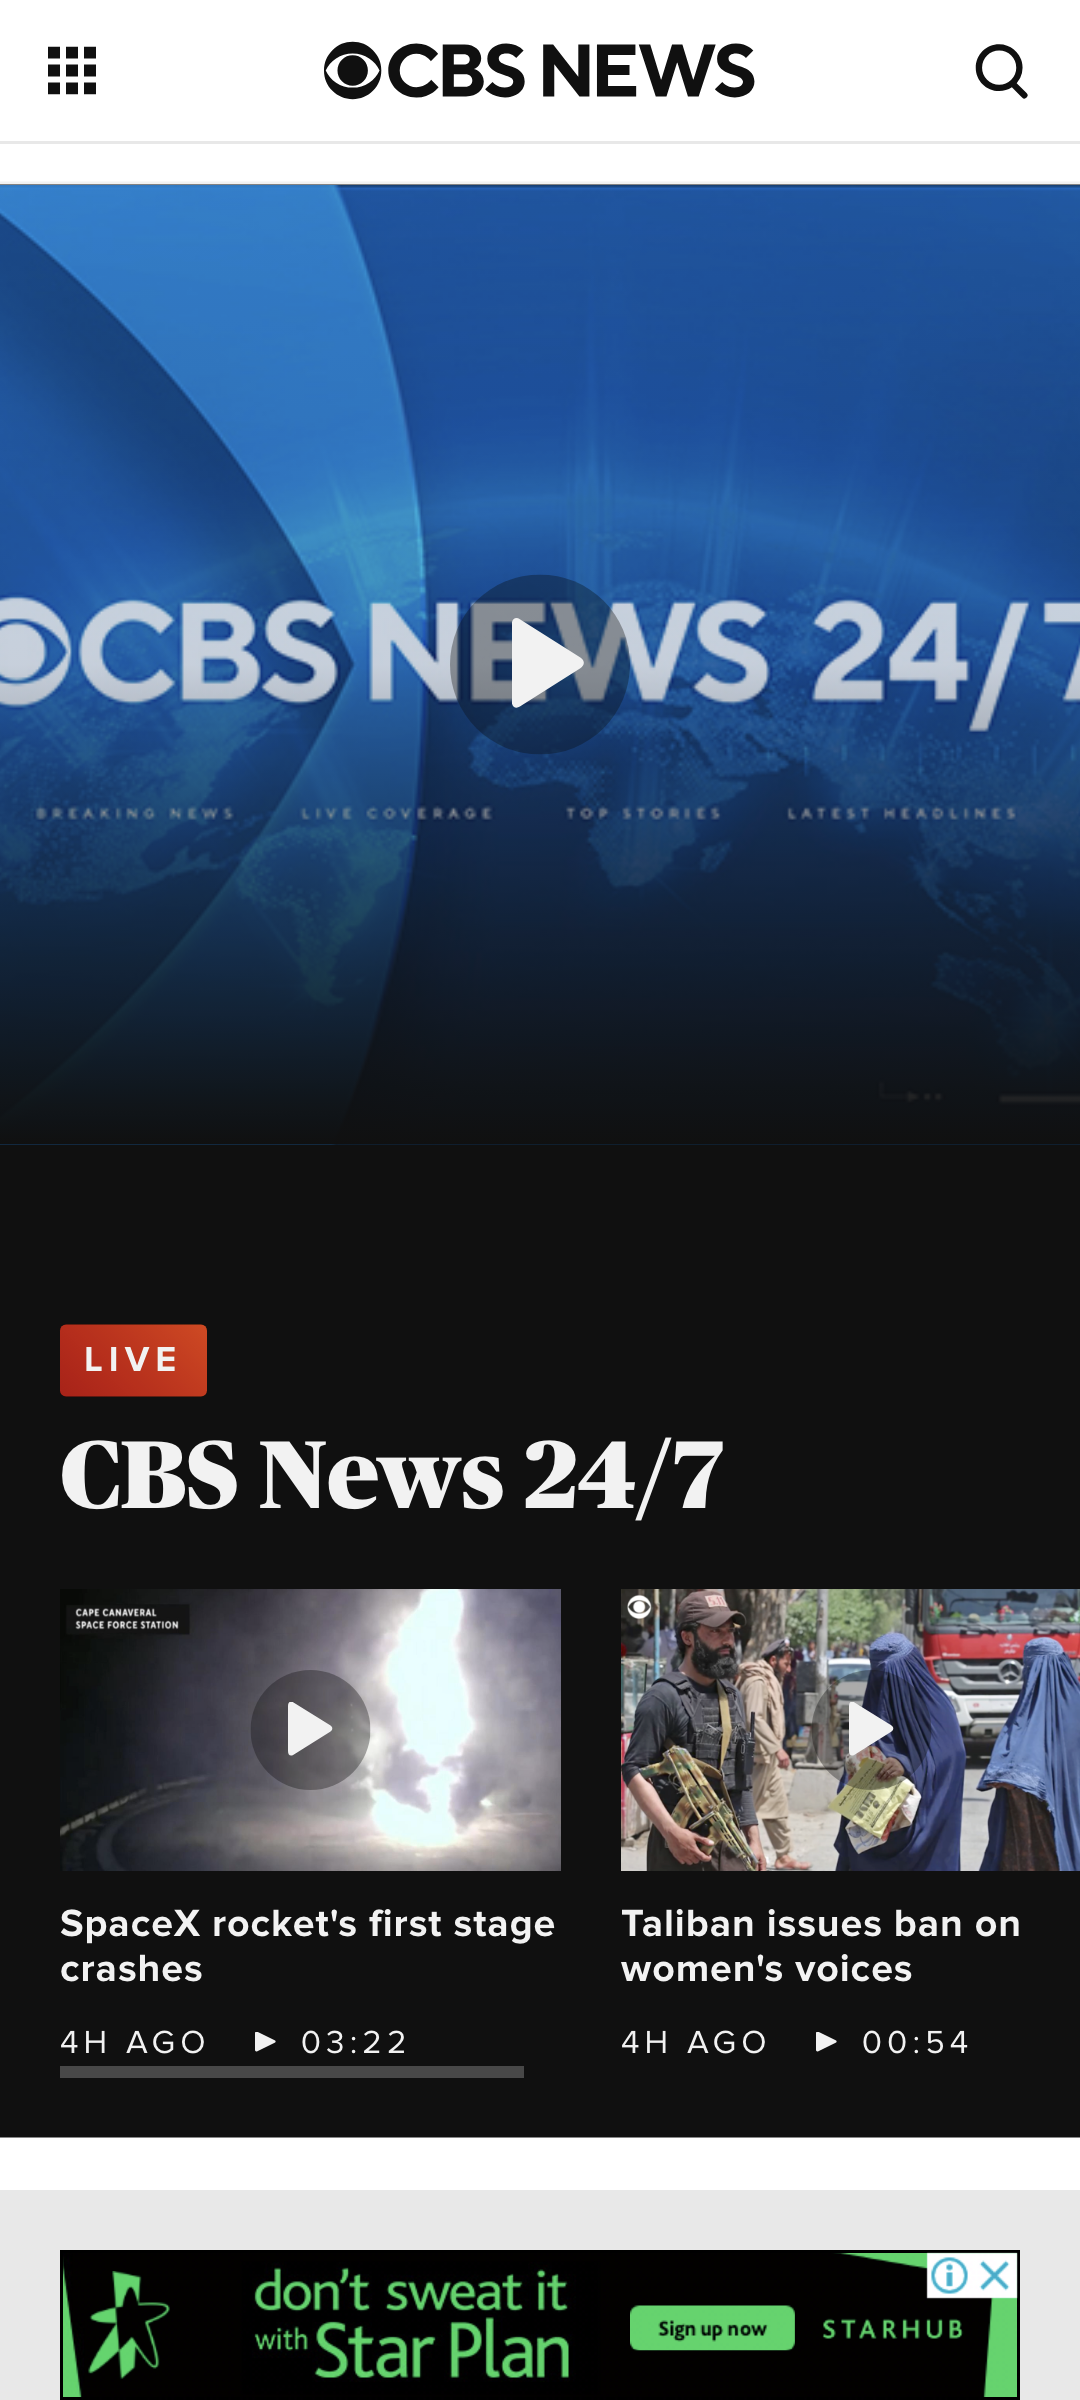 CBS NEWS
CBS NEWS 24/7
BREAKING NEWS LIVE COVERAGE TOP STORIES LATEST HEADLINES
LIVE
CBS News 24/7
CAPE CANAVERAL
SPACE FORCE STATION
SpaceX rocket's first stage
crashes
4H AGO 03:22
Taliban issues ban on
women's voices
4H AGO 00:54
don't sweat it
with Star Plan
Sign up now
STARHUB